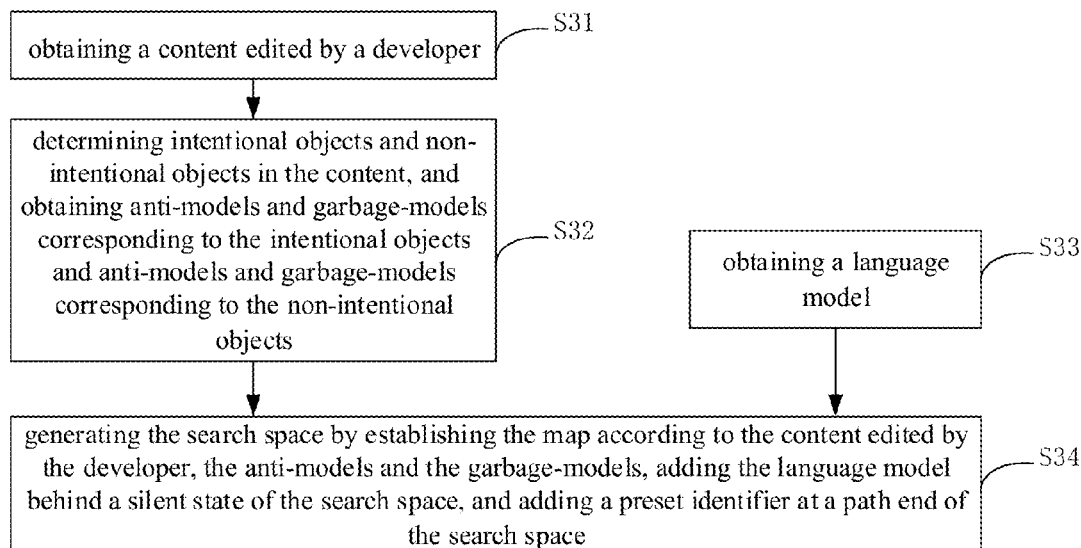 obtaining a content edited by a developer
S31
determining intentional objects and non-
intentional objects in the content, and
obtaining anti-models and garbage-models
corresponding to the intentional objects
and anti-models and garbage-models
corresponding to the non-intentional
objects
S32
obtaining a language
model
S33
generating the search space by establishing the map according to the content edited by
the developer, the anti-models and the garbage-models, adding the language model
behind a silent state of the search space, and adding a preset identifier at a path end of
the search space
S34